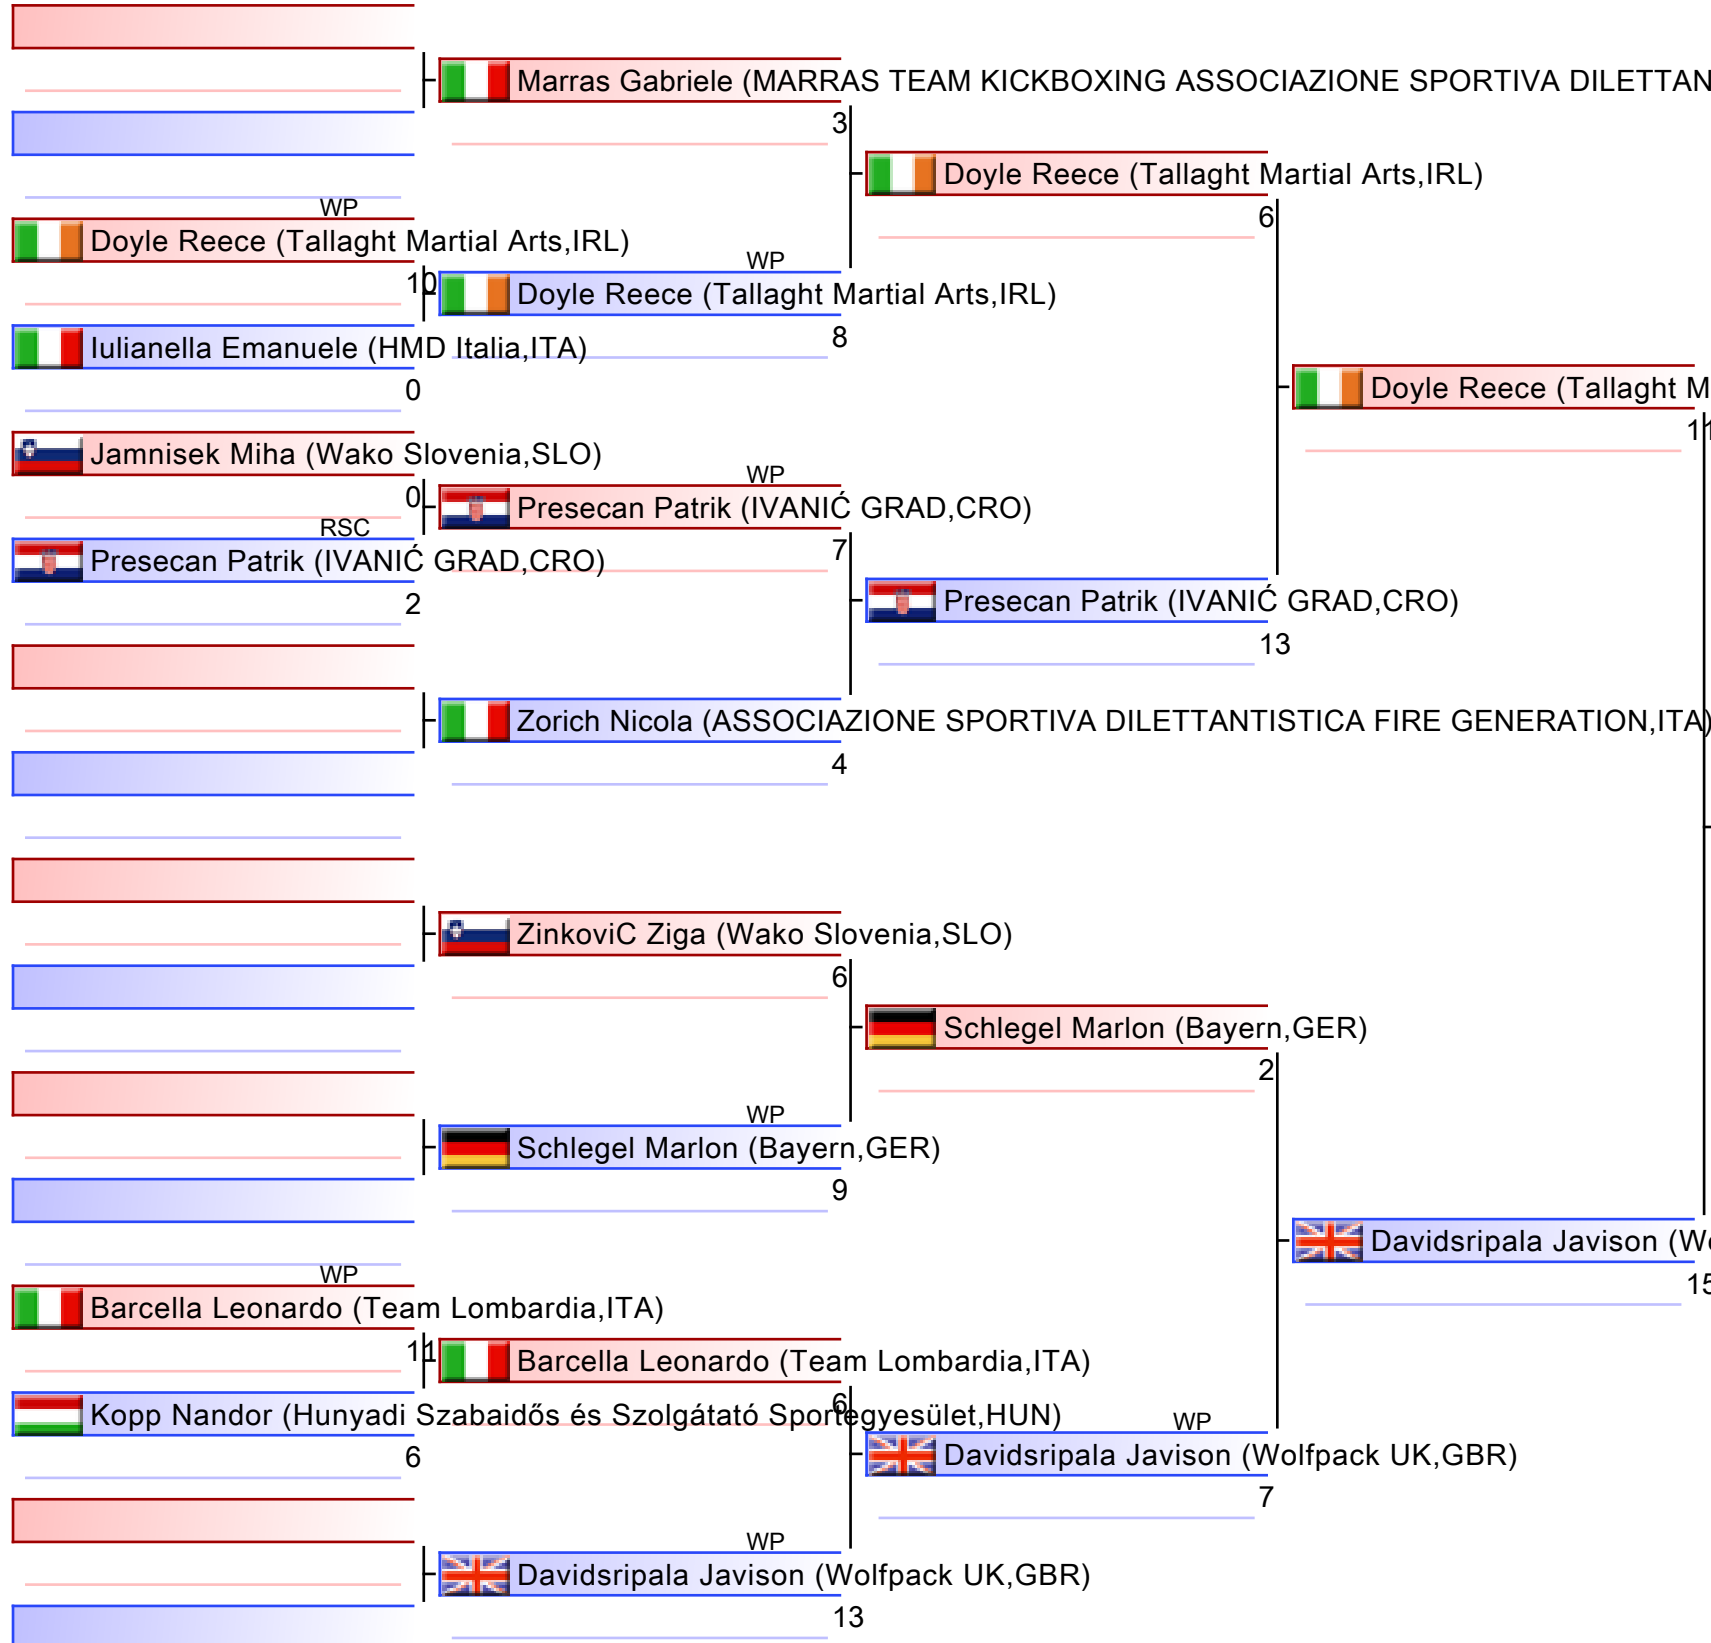 Marras Gabriele (MARRAS TEAM KICKBOXING ASSOCIAZIONE SPORTIVA DILETTAN
3
Doyle Reece (Tallaght Martial Arts,IRL)
6
WP
Doyle Reece (Tallaght Martial Arts,IRL)
10
WP
Doyle Reece (Tallaght Martial Arts,IRL)
8
Iulianella Emanuele (HMD Italia,ITA)
0
Doyle Reece (Tallaght M
11
Jamnisek Miha (Wako Slovenia,SLO)
0
WP
Presecan Patrik (IVANIĆ GRAD,CRO)
7
RSC
Presecan Patrik (IVANIĆ GRAD,CRO)
2
Presecan Patrik (IVANIĆ GRAD,CRO)
13
Zorich Nicola (ASSOCIAZIONE SPORTIVA DILETTANTISTICA FIRE GENERATION,ITA)
4
ZinkoviC Ziga (Wako Slovenia,SLO)
6
Schlegel Marlon (Bayern,GER)
2
WP
Schlegel Marlon (Bayern,GER)
9
Davidsripala Javison (Wo
15
WP
Barcella Leonardo (Team Lombardia,ITA)
11
Barcella Leonardo (Team Lombardia,ITA)
6
Kopp Nandor (Hunyadi Szabaidős és Szolgátató Sportegyesület,HUN)
6
WP
Davidsripala Javison (Wolfpack UK,GBR)
7
WP
Davidsripala Javison (Wolfpack UK,GBR)
13